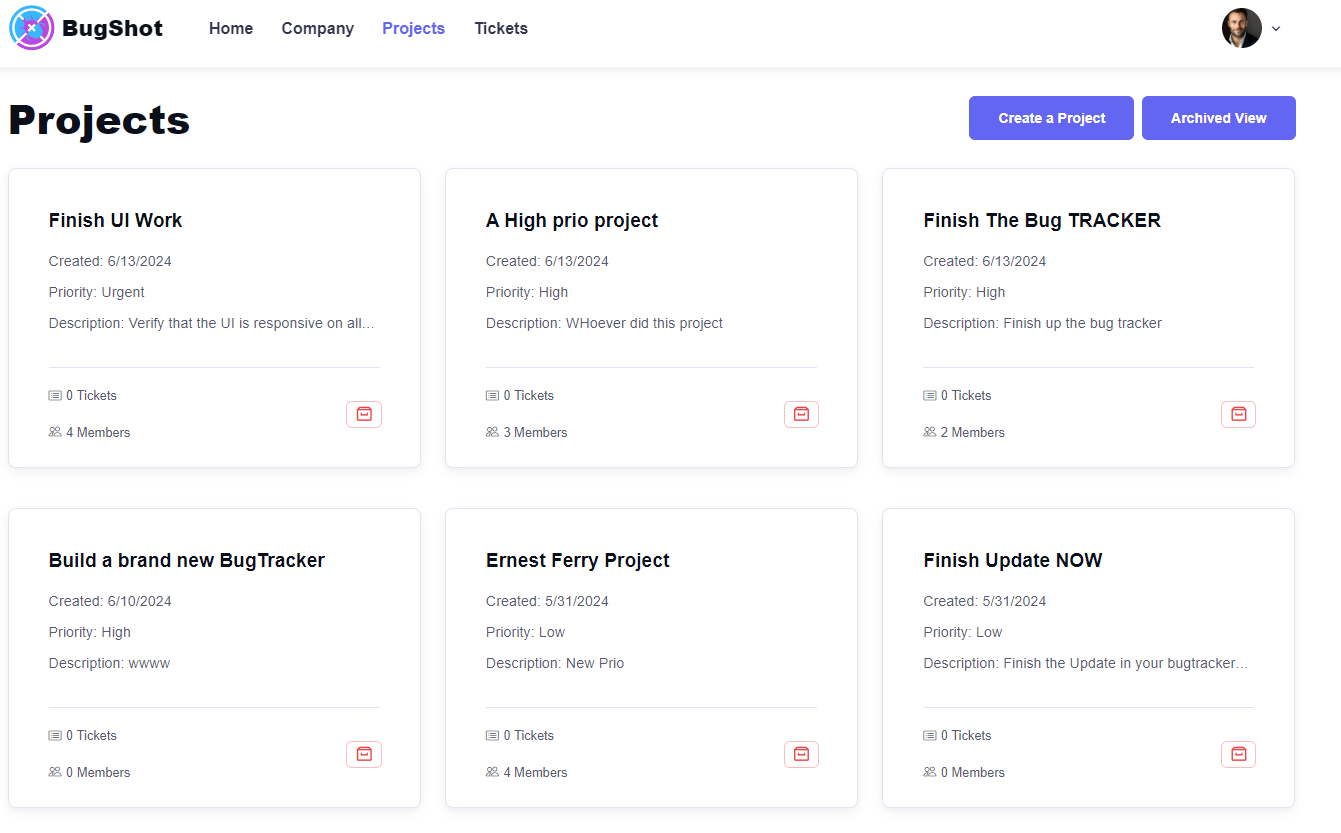 BugShot
Home Company Projects Tickets
Projects
Create a Project Archived View
Finish UI Work
Created: 6/13/2024
Priority: Urgent
Description: Verify that the UI is responsive on all...
0 Tickets
4 Members
A High prio project
Created: 6/13/2024
Priority: High
Description: WHoever did this project
0 Tickets
3 Members
Finish The Bug TRACKER
Created: 6/13/2024
Priority: High
Description: Finish up the bug tracker
0 Tickets
2 Members
Build a brand new BugTracker
Created: 6/10/2024
Priority: High
Description: wwww
0 Tickets
0 Members
Ernest Ferry Project
Created: 5/31/2024
Priority: Low
Description: New Prio
0 Tickets
4 Members
Finish Update NOW
Created: 5/31/2024
Priority: Low
Description: Finish the Update in your bugtracker...
0 Tickets
0 Members